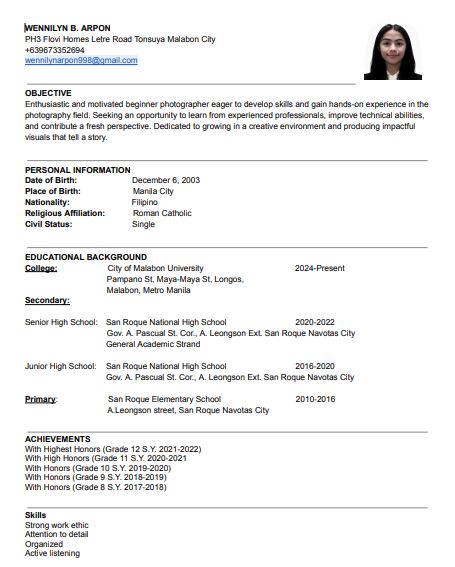 WENNILYN B. ARPON
PH3 Flovi Homes Letre Road Tonsuya Malabon City
+639673352694
wennilynarpon998@gmail.com
OBJECTIVE
Enthusiastic and motivated beginner photographer eager to develop skills and gain hands-on experience in the
photography field. Seeking an opportunity to learn from experienced professionals, improve technical abilities,
and contribute a fresh perspective. Dedicated to growing in a creative environment and producing impactful
visuals that tell a story.
PERSONAL INFORMATION
Date of Birth: December 6, 2003
Place of Birth: Manila City
Nationality: Filipino
Religious Affiliation: Roman Catholic
Civil Status: Single
EDUCATIONAL BACKGROUND
College: City of Malabon University 2024-Present
Pampano St, Maya-Maya St, Longos,
Malabon, Metro Manila
Secondary:
Senior High School: San Roque National High School 2020-2022
Gov. A. Pascual St. Cor., A. Leongson Ext. San Roque Navotas City
General Academic Strand
Junior High School: San Roque National High School 2016-2020
Gov. A. Pascual St. Cor., A. Leongson Ext. San Roque Navotas City
Primary: San Roque Elementary School 2010-2016
A.Leongson street, San Roque Navotas City
ACHIEVEMENTS
With Highest Honors (Grade 12 S.Y. 2021-2022)
With High Honors (Grade 11 S.Y. 2020-2021
With Honors (Grade 10 S.Y. 2019-2020)
With Honors (Grade 9 S.Y. 2018-2019)
With Honors (Grade 8 S.Y. 2017-2018)
Skills
Strong work ethic
Attention to detail
Organized
Active listening